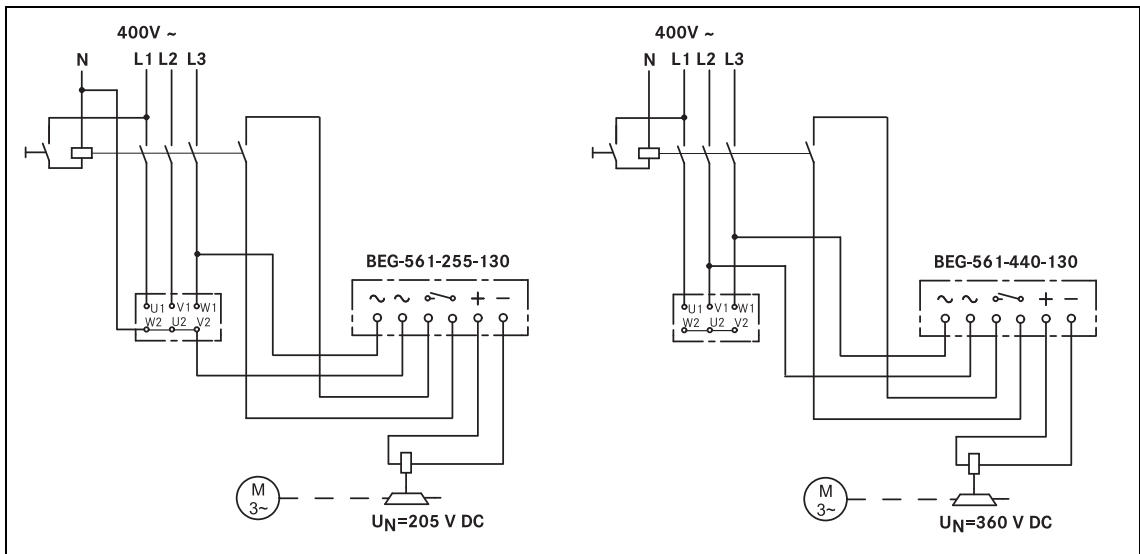 400V ~
N L1 L2 L3
BEG-561-255-130
~ ~ + −
U1 V1 W1
W2 U2 V2
M
3~
UN=205 V DC
400V ~
N L1 L2 L3
BEG-561-440-130
~ ~ + −
U1 V1 W1
W2 U2 V2
M
3~
UN=360 V DC